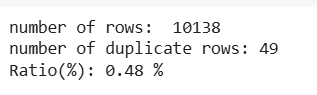 number of rows:  10138
number of duplicate rows: 49
Ratio(%): 0.48 %